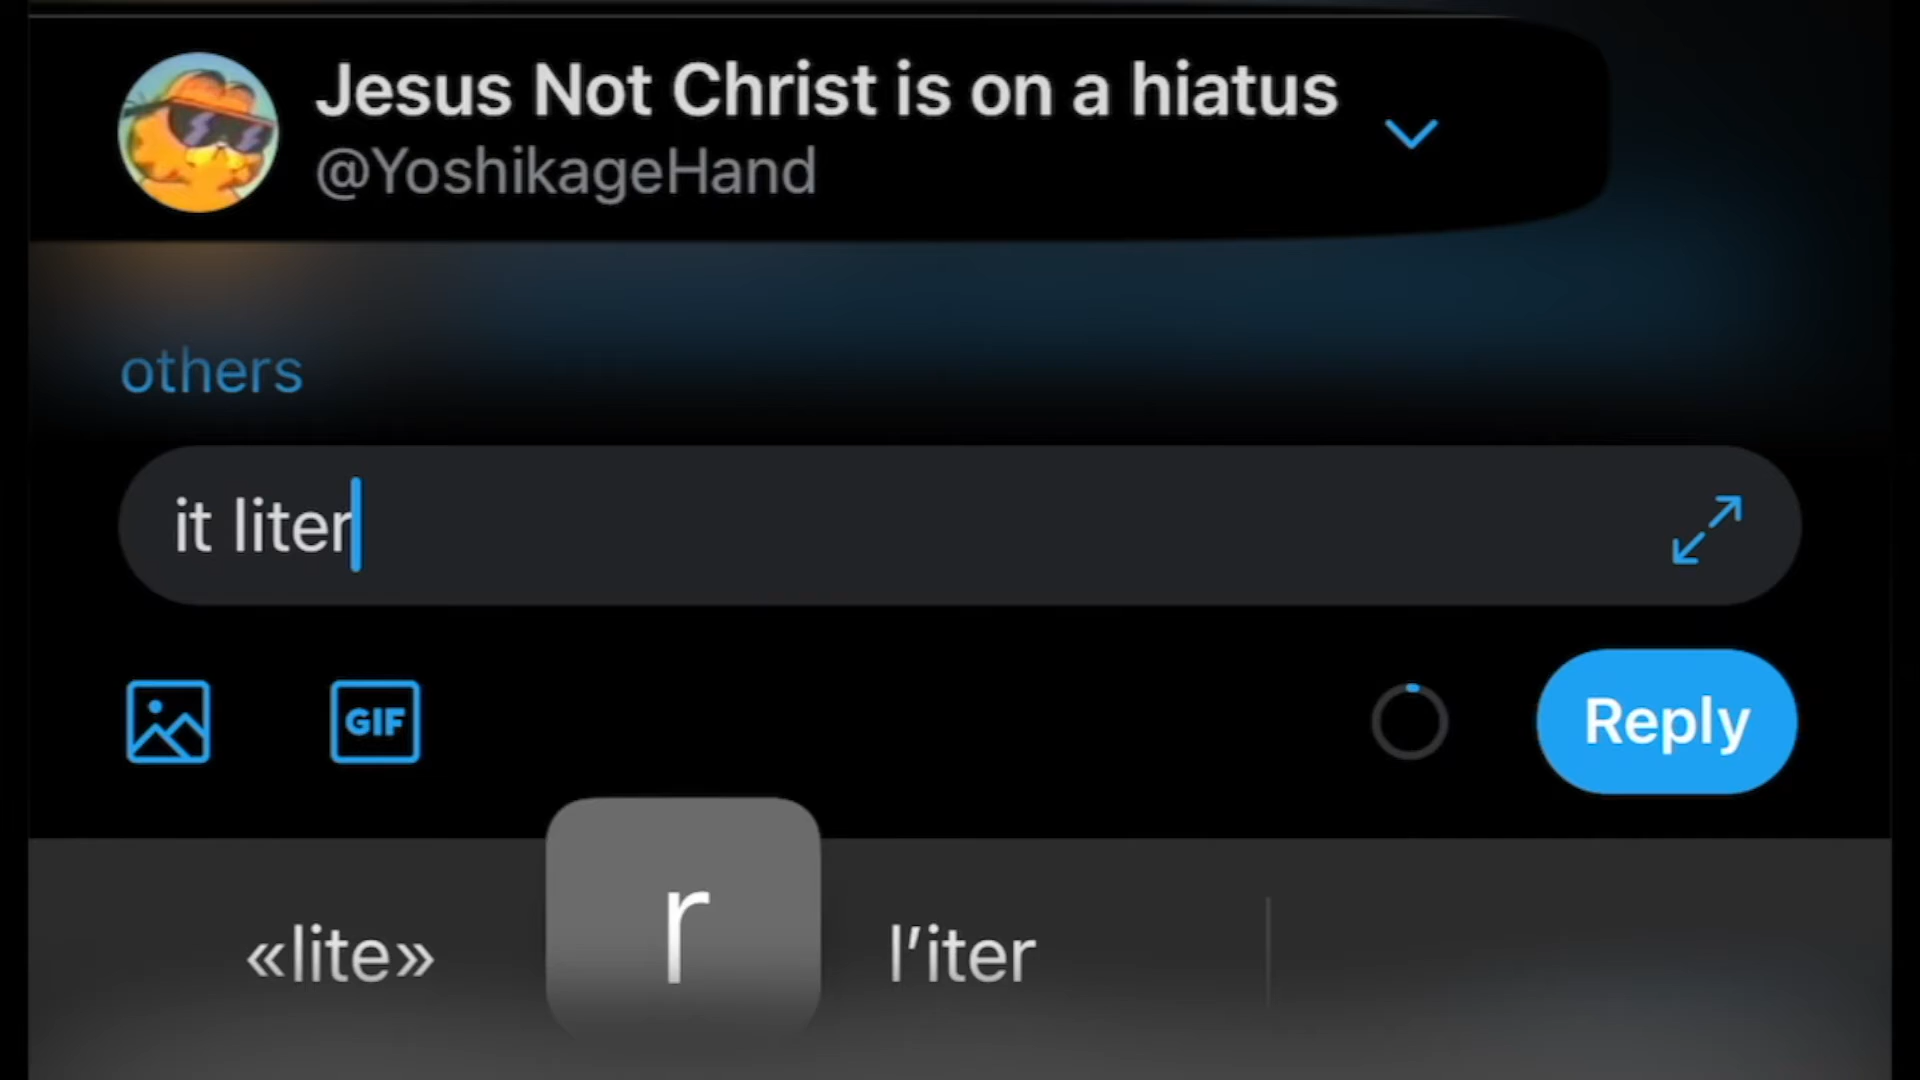 Jesus Not Christ is on a hiatus
@YoshikageHand
others
it liter
GIF
Reply
r
«lite»
l’iter